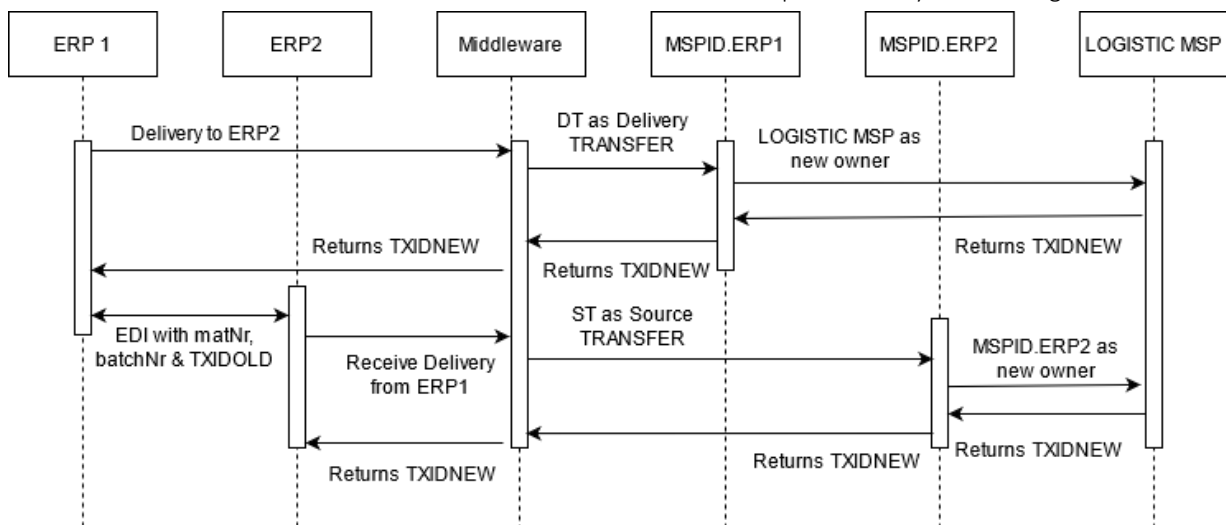 ERP 1
ERP2
Middleware
MSPID.ERP1
MSPID.ERP2
LOGISTIC MSP
Delivery to ERP2
DT as Delivery
TRANSFER
LOGISTIC MSP as
new owner
Returns TXIDNEW
Returns TXIDNEW
Returns TXIDNEW
EDI with matNr,
batchNr & TXIDOLD
Receive Delivery
from ERP1
ST as Source
TRANSFER
MSPID.ERP2 as
new owner
Returns TXIDNEW
Returns TXIDNEW
Returns TXIDNEW